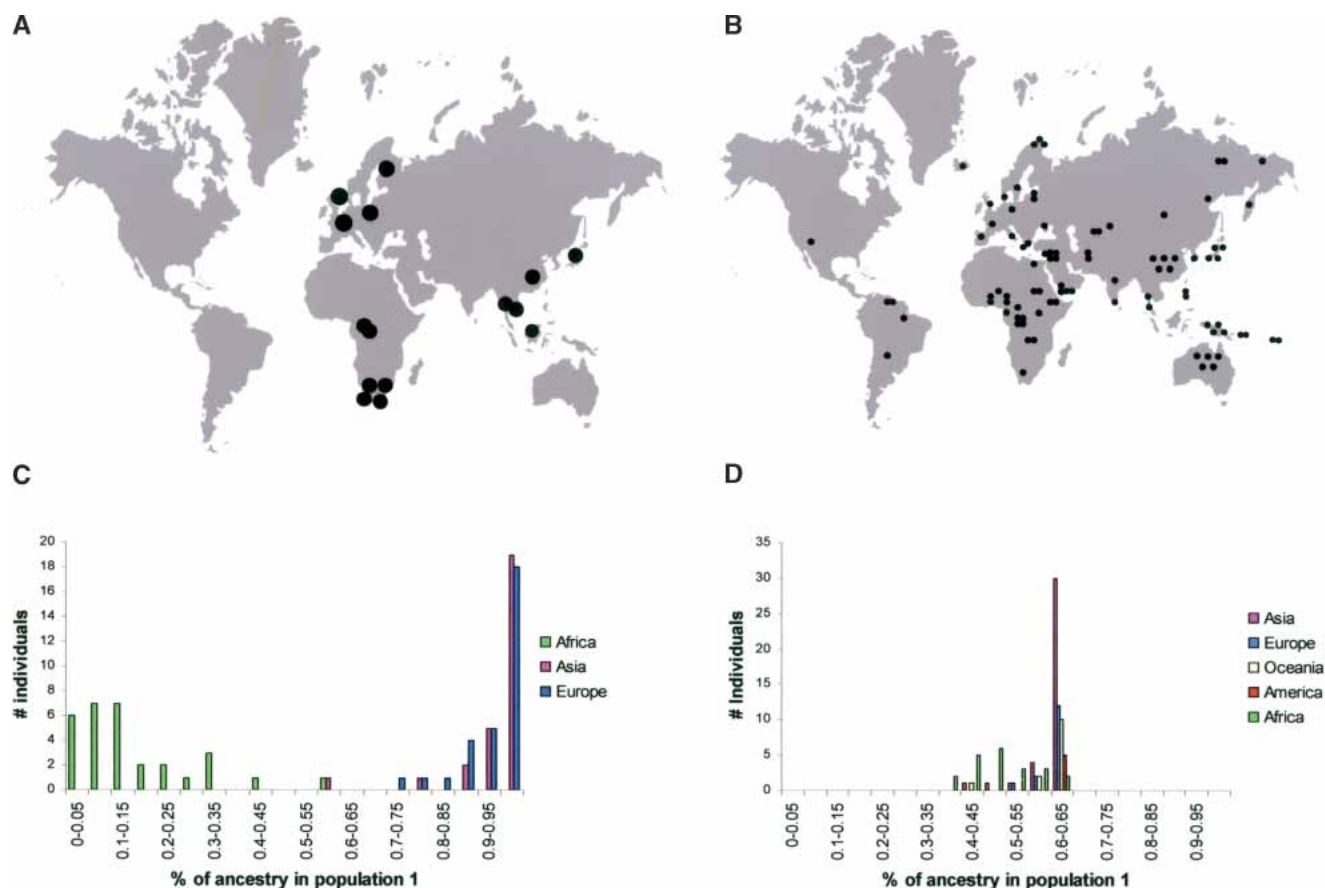 A
B
C
# individuals
20
18
16
14
12
10
8
6
4
2
0
0-0.05
0.1-0.15
0.2-0.25
0.3-0.35
0.4-0.45
0.5-0.55
0.6-0.65
0.7-0.75
0.8-0.85
0.9-0.95
% of ancestry in population 1
Africa
Asia
Europe
D
# Individuals
35
30
25
20
15
10
5
0
0-0.05
0.1-0.15
0.2-0.25
0.3-0.35
0.4-0.45
0.5-0.55
0.6-0.65
0.7-0.75
0.8-0.85
0.9-0.95
% of ancestry in population 1
Asia
Europe
Oceania
America
Africa